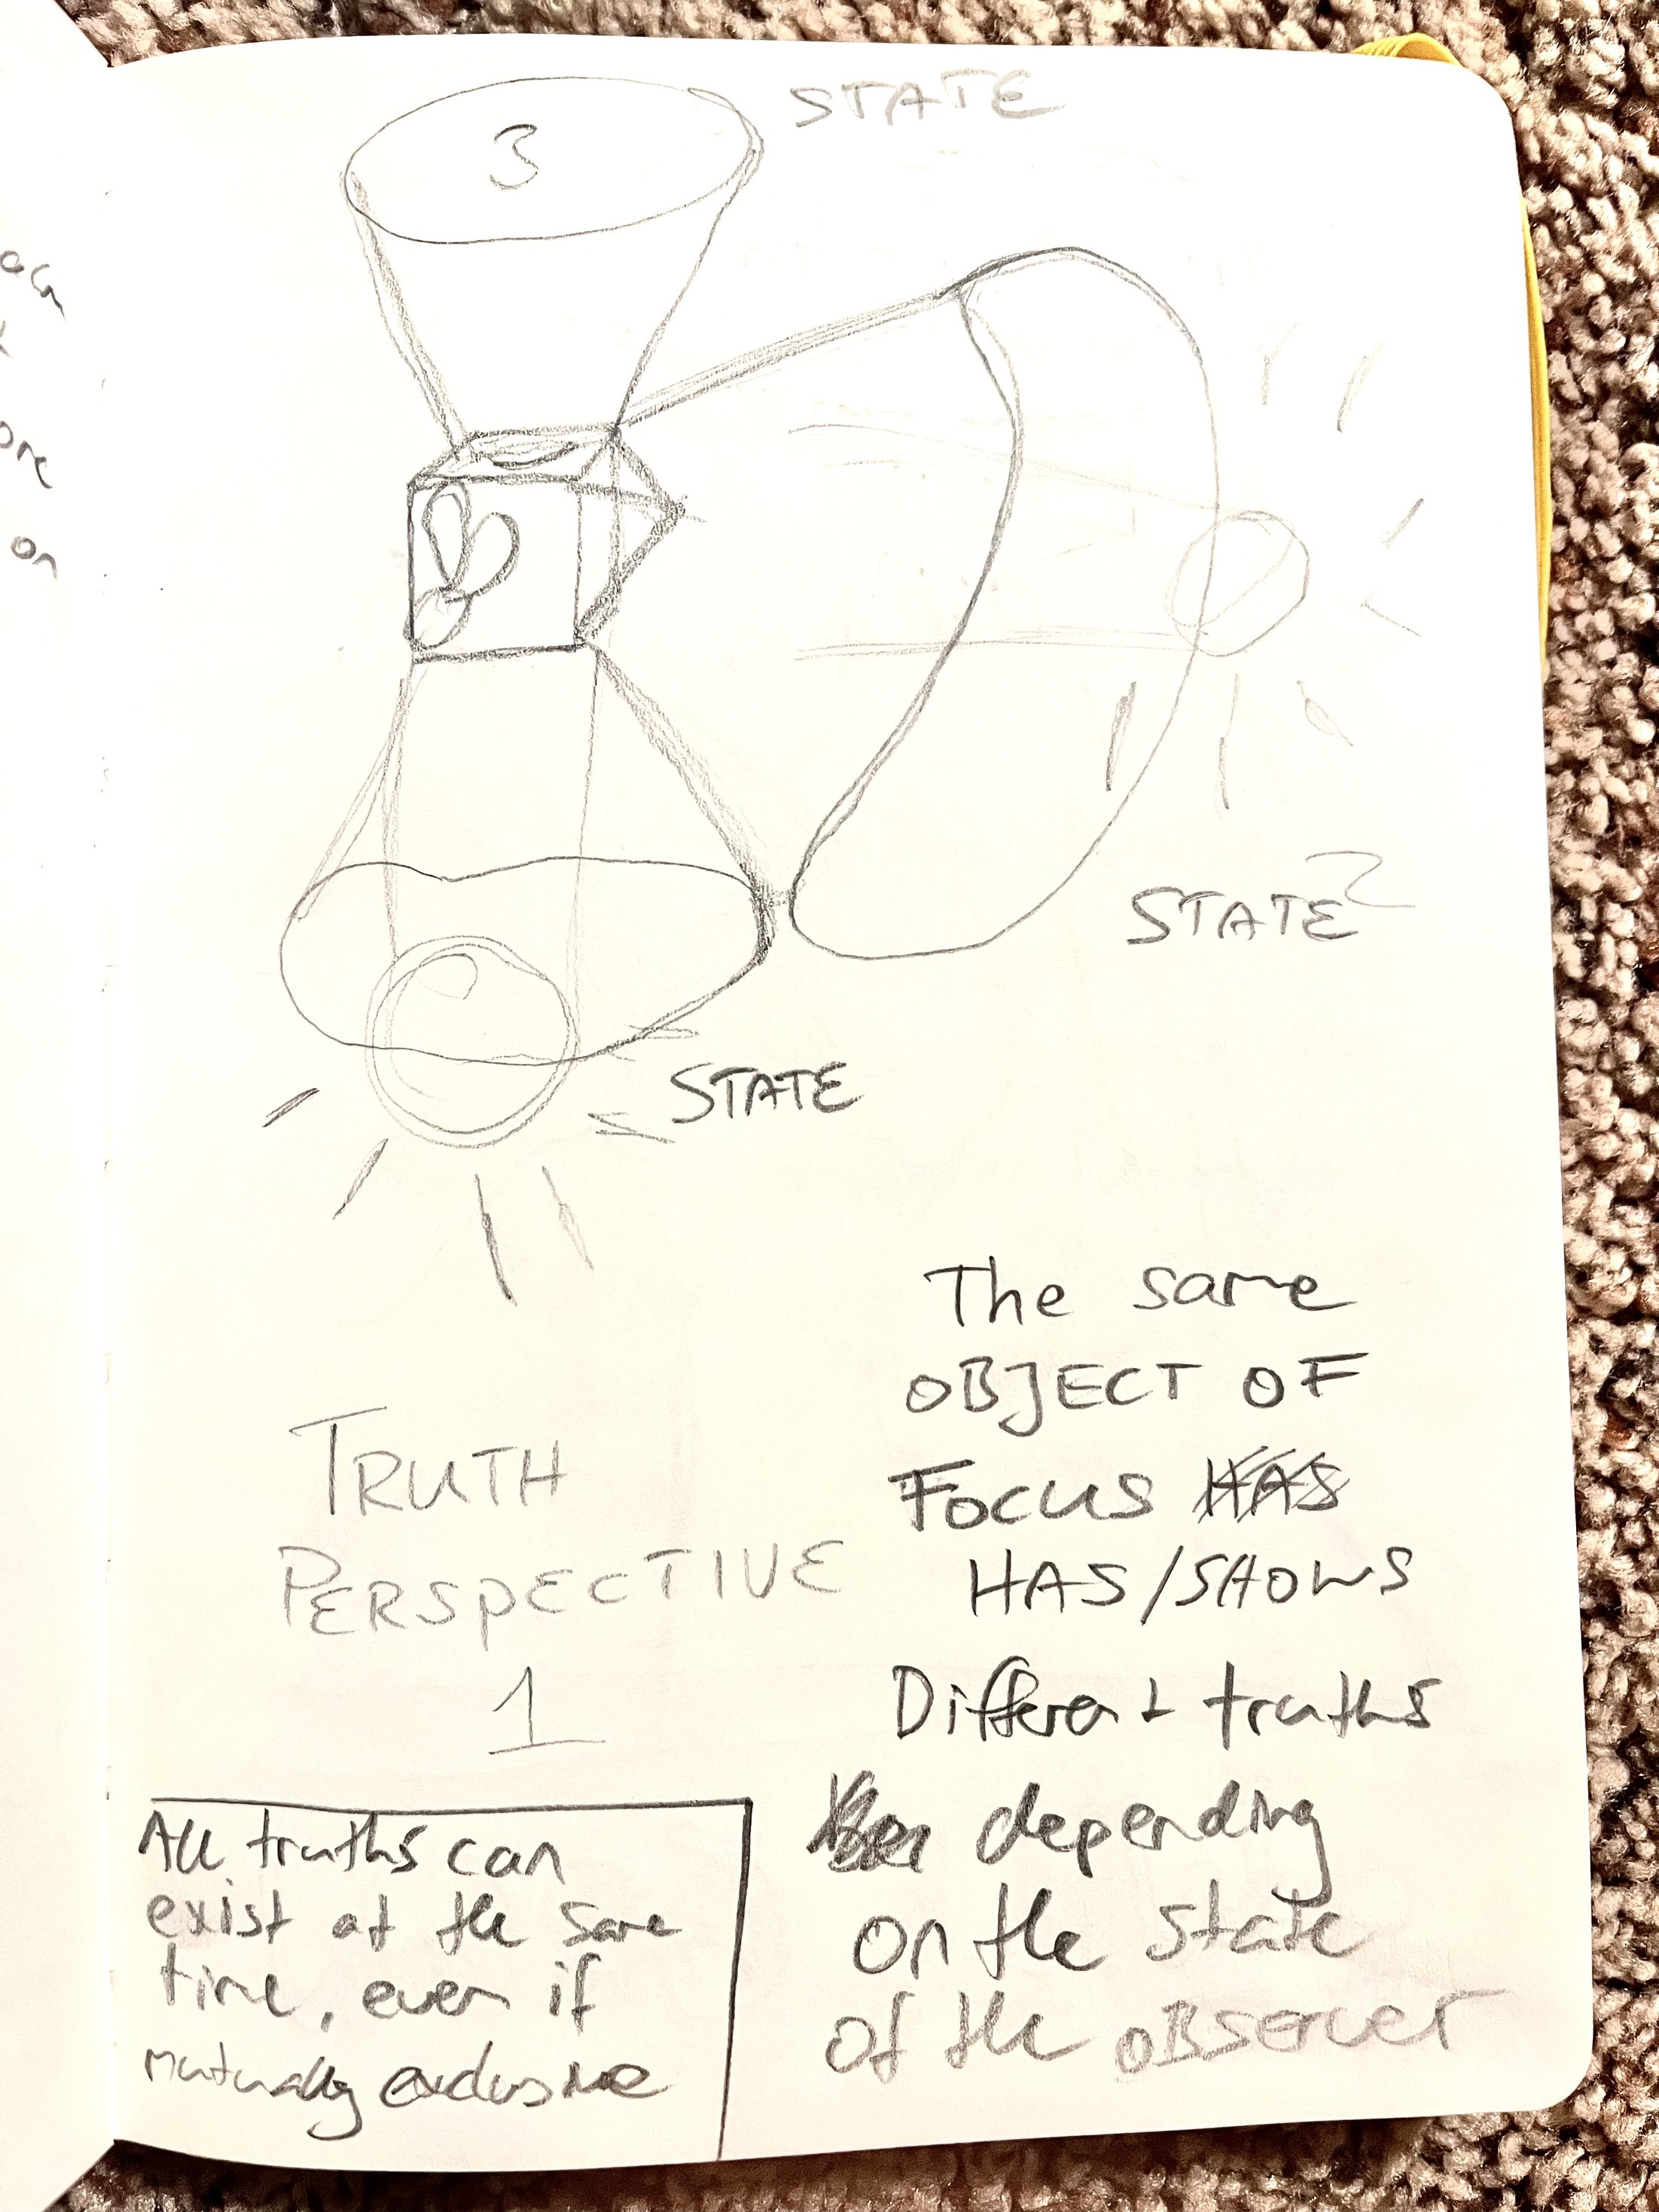 STATE
3
STATE 2
STATE
The same
OBJECT OF
FOCUS HAS
HAS/SHOWS
Different truths
depending
on the state
of the OBSERVER
TRUTH
PERSPECTIVE
1
All truths can
exist at the same
time, even if
mutually exclusive
ore
on